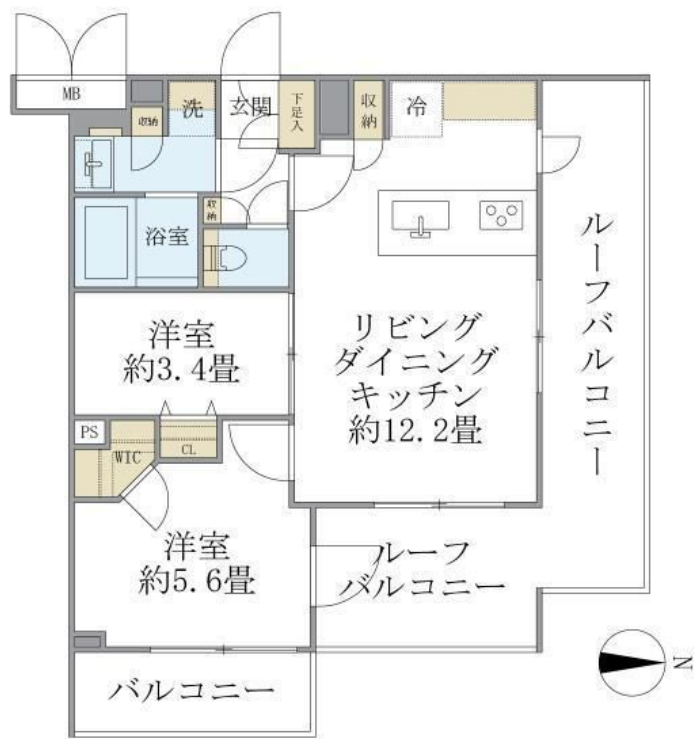 MB
収納
洗
玄関
下足入
収納
冷
浴室
収納
洋室
約3.4畳
リビング
ダイニング
キッチン
約12.2畳
ルーフバルコニー
PS
WIC
CL
洋室
約5.6畳
ルーフ
バルコニー
バルコニー
N